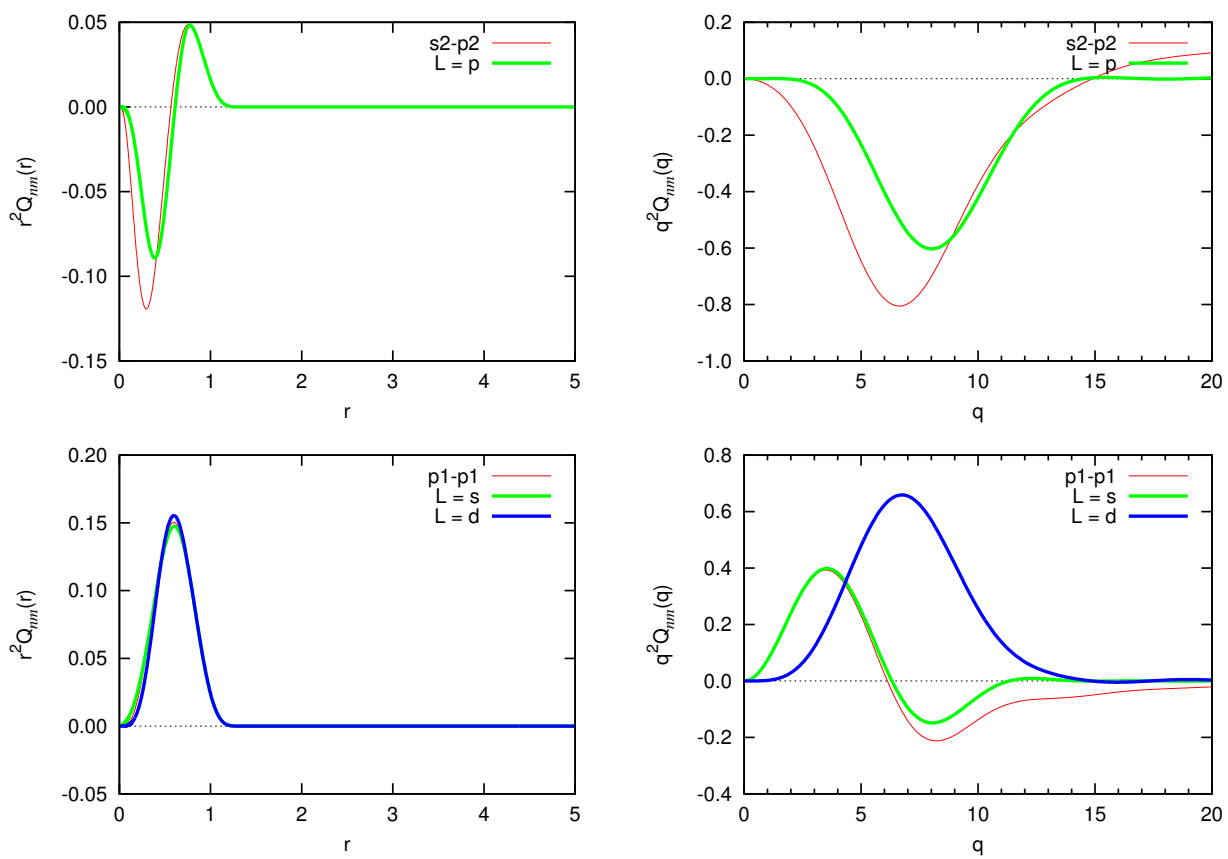 0.05
0.00
-0.05
-0.10
-0.15
0 1 2 3 4 5
r
r²Qₙₘ(r)
s2-p2
L = p
0.2
0.0
-0.2
-0.4
-0.6
-0.8
-1.0
0 5 10 15 20
q
q²Qₙₘ(q)
s2-p2
L = p
0.20
0.15
0.10
0.05
0.00
-0.05
0 1 2 3 4 5
r
r²Qₙₘ(r)
p1-p1
L = s
L = d
0.8
0.6
0.4
0.2
0.0
-0.2
-0.4
0 5 10 15 20
q
q²Qₙₘ(q)
p1-p1
L = s
L = d